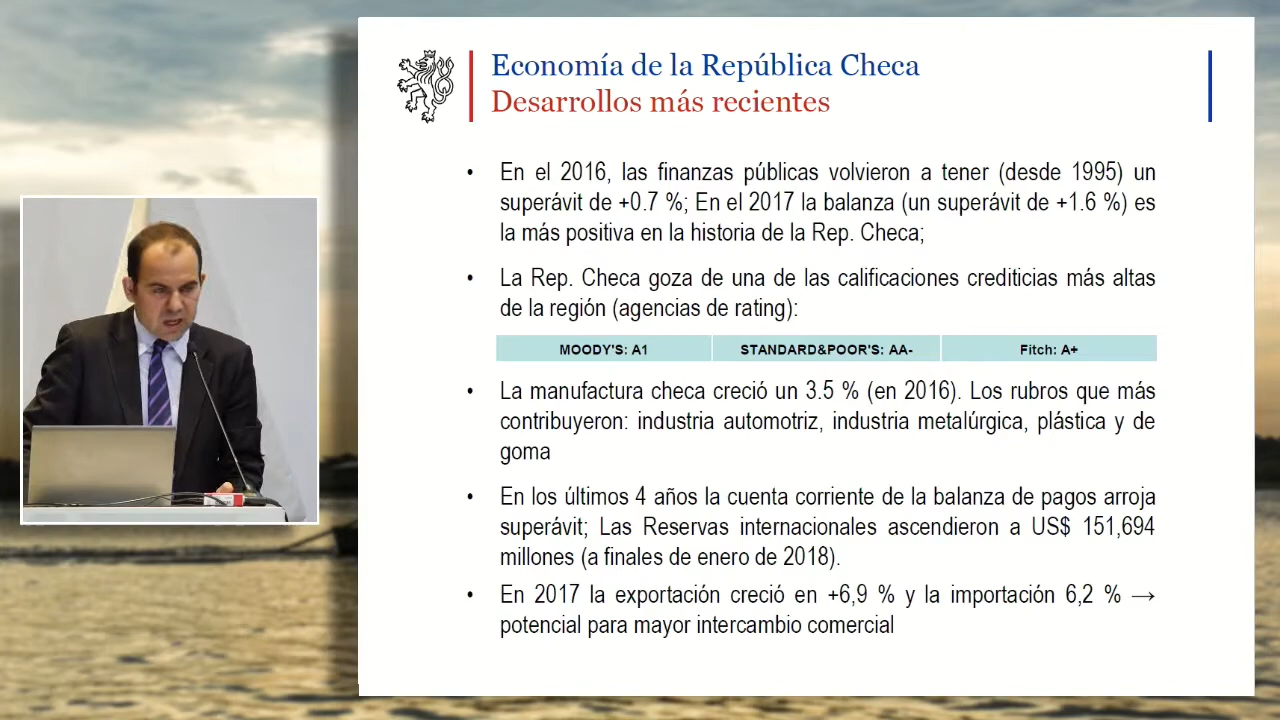 Economía de la República Checa
Desarrollos más recientes
• En el 2016, las finanzas públicas volvieron a tener (desde 1995) un
superávit de +0.7 %; En el 2017 la balanza (un superávit de +1.6 %) es
la más positiva en la historia de la Rep. Checa;
• La Rep. Checa goza de una de las calificaciones crediticias más altas
de la región (agencias de rating):
MOODY'S: A1 STANDARD&POOR'S: AA- Fitch: A+
• La manufactura checa creció un 3.5 % (en 2016). Los rubros que más
contribuyeron: industria automotriz, industria metalúrgica, plástica y de
goma
• En los últimos 4 años la cuenta corriente de la balanza de pagos arroja
superávit; Las Reservas internacionales ascendieron a US$ 151,694
millones (a finales de enero de 2018).
• En 2017 la exportación creció en +6,9 % y la importación 6,2 % →
potencial para mayor intercambio comercial